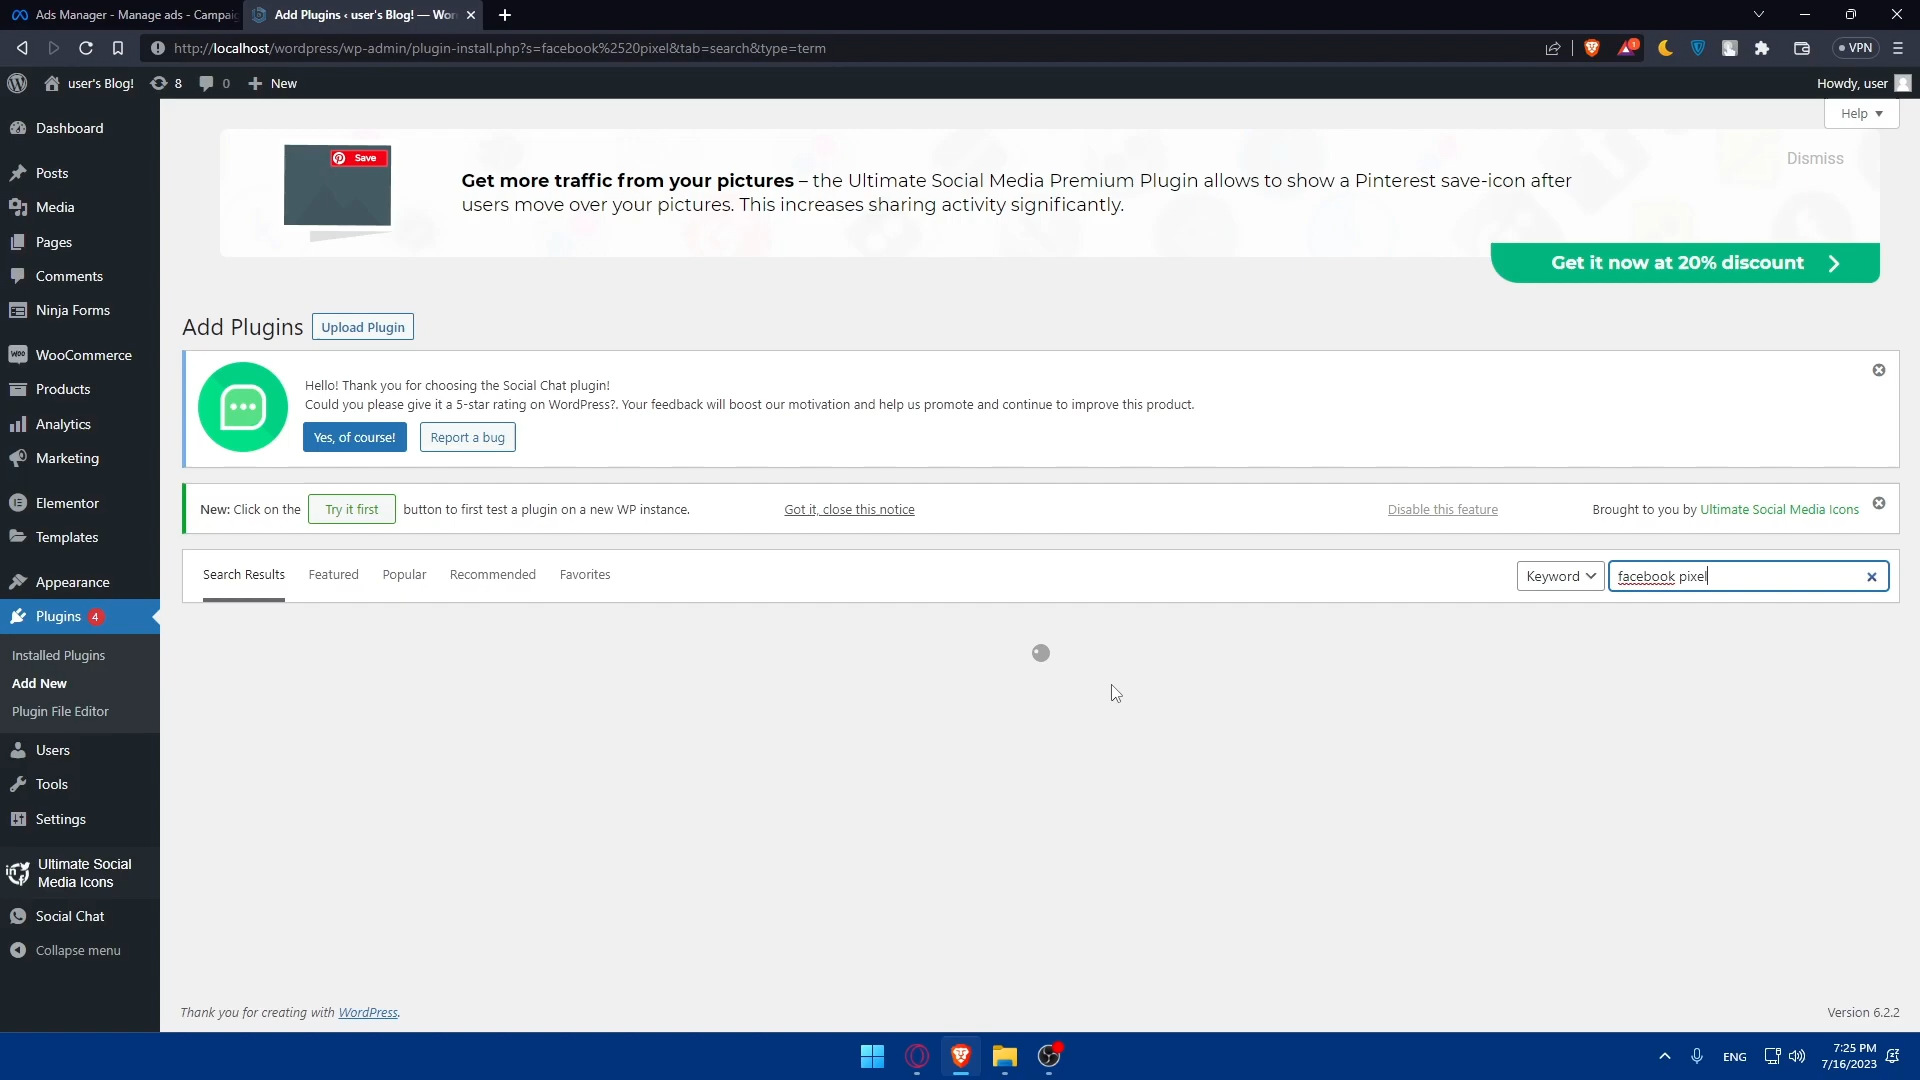 Ads Manager - Manage ads - Campaig
Add Plugins ‹ user's Blog! — Wor
http://localhost/wordpress/wp-admin/plugin-install.php?s=facebook%2520pixel&tab=search&type=term
1
VPN
user's Blog!
8
0
New
Howdy, user
Help
Dashboard
Posts
Media
Pages
Comments
Ninja Forms
WooCommerce
Products
Analytics
Marketing
Elementor
Templates
Appearance
Plugins 4
Installed Plugins
Add New
Plugin File Editor
Users
Tools
Settings
Ultimate Social
Media Icons
Social Chat
Collapse menu
Save
Dismiss
Get more traffic from your pictures – the Ultimate Social Media Premium Plugin allows to show a Pinterest save-icon after
users move over your pictures. This increases sharing activity significantly.
Get it now at 20% discount
Add Plugins Upload Plugin
Hello! Thank you for choosing the Social Chat plugin!
Could you please give it a 5-star rating on WordPress?. Your feedback will boost our motivation and help us promote and continue to improve this product.
Yes, of course! Report a bug
New: Click on the Try it first button to first test a plugin on a new WP instance. Got it, close this notice Disable this feature Brought to you by Ultimate Social Media Icons
Search Results Featured Popular Recommended Favorites Keyword facebook pixel
Thank you for creating with WordPress.
Version 6.2.2
ENG
7:25 PM
7/16/2023